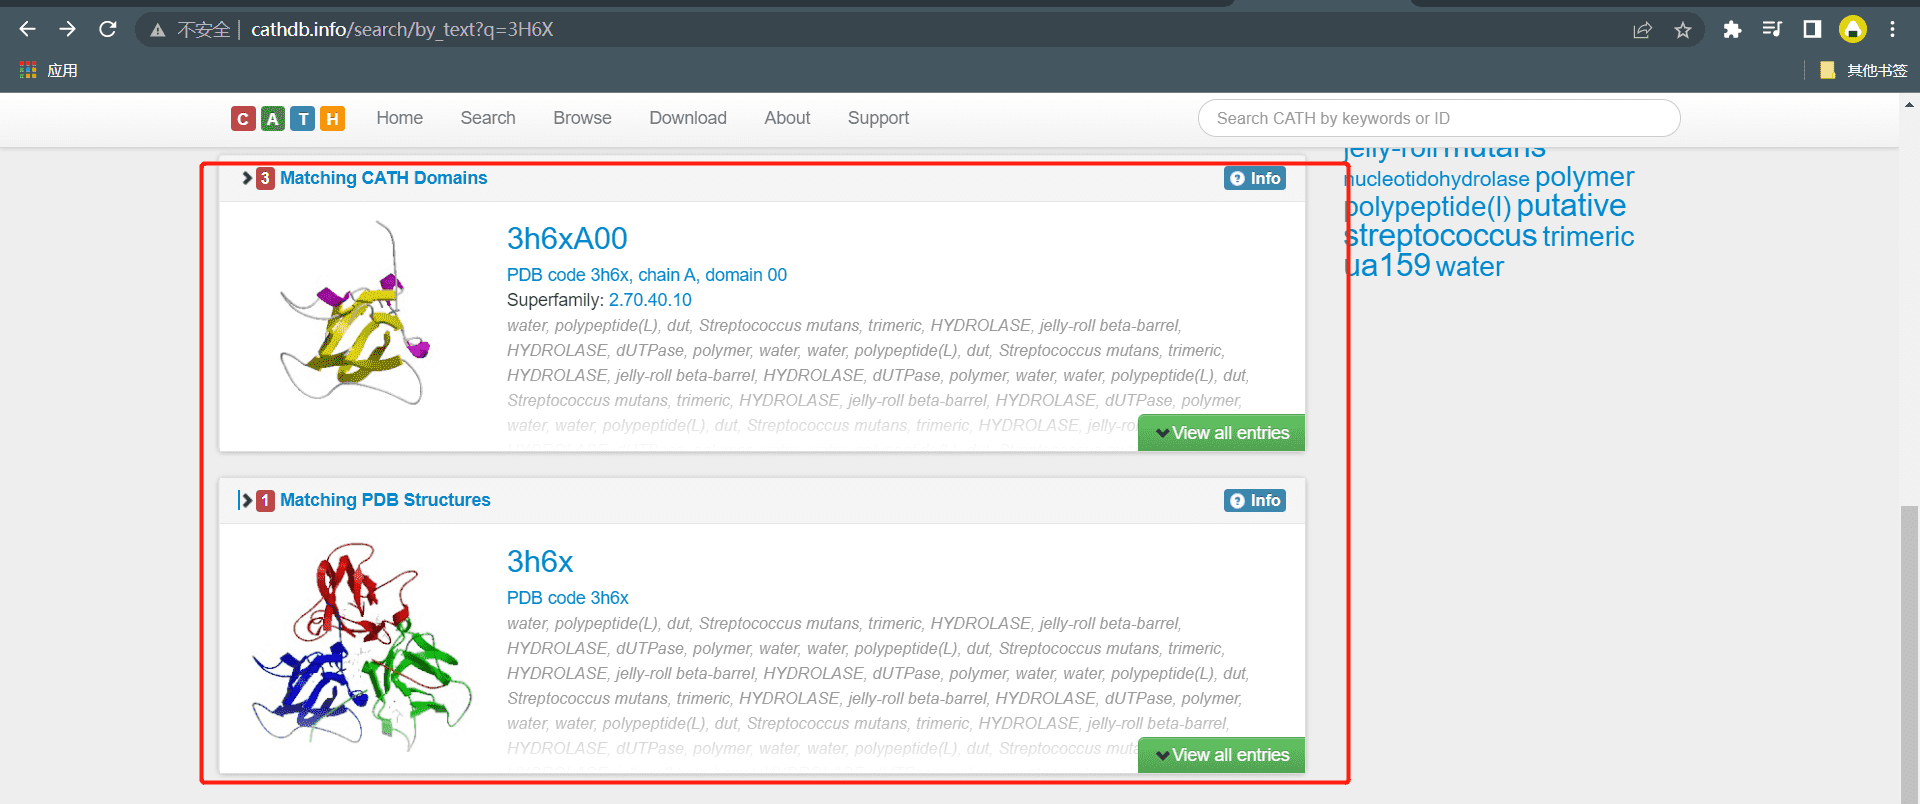 不安全 | cathdb.info/search/by_text?q=3H6X
应用
其他书签
C A T H Home Search Browse Download About Support Search CATH by keywords or ID
3 Matching CATH Domains Info
3h6xA00
PDB code 3h6x, chain A, domain 00
Superfamily: 2.70.40.10
water, polypeptide(L), dut, Streptococcus mutans, trimeric, HYDROLASE, jelly-roll beta-barrel,
HYDROLASE, dUTPase, polymer, water, water, polypeptide(L), dut, Streptococcus mutans, trimeric,
HYDROLASE, jelly-roll beta-barrel, HYDROLASE, dUTPase, polymer, water, water, polypeptide(L), dut,
Streptococcus mutans, trimeric, HYDROLASE, jelly-roll beta-barrel, HYDROLASE, dUTPase, polymer,
water, water, polypeptide(L), dut, Streptococcus mutans, trimeric, HYDROLASE,
View all entries
1 Matching PDB Structures Info
3h6x
PDB code 3h6x
water, polypeptide(L), dut, Streptococcus mutans, trimeric, HYDROLASE, jelly-roll beta-barrel,
HYDROLASE, dUTPase, polymer, water, water, polypeptide(L), dut, Streptococcus mutans, trimeric,
HYDROLASE, jelly-roll beta-barrel, HYDROLASE, dUTPase, polymer, water, water, polypeptide(L), dut,
Streptococcus mutans, trimeric, HYDROLASE, jelly-roll beta-barrel, HYDROLASE, dUTPase, polymer,
water, water, polypeptide(L), dut, Streptococcus mutans, trimeric, HYDROLASE, jelly-roll beta-barrel,
HYDROLASE, dUTPase, polymer, water, water, polypeptide(L), dut, Streptococcus
View all entries
jelly-roll mutans
nucleotidohydrolase polymer
polypeptide(l) putative
streptococcus trimeric
ua159 water